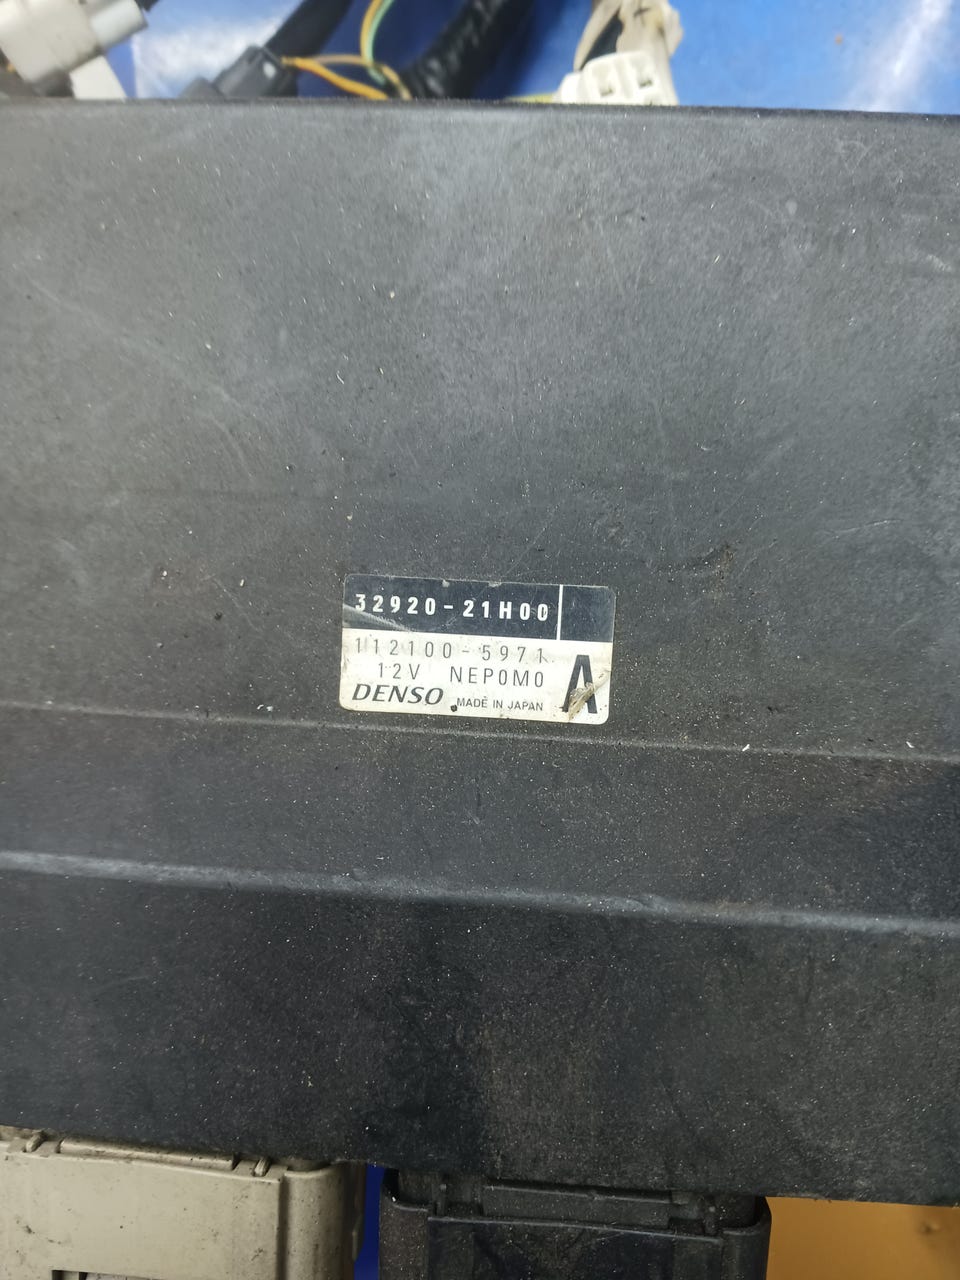 32920-21H00
112100-5971
12V NEP0M0
A
DENSO MADE IN JAPAN